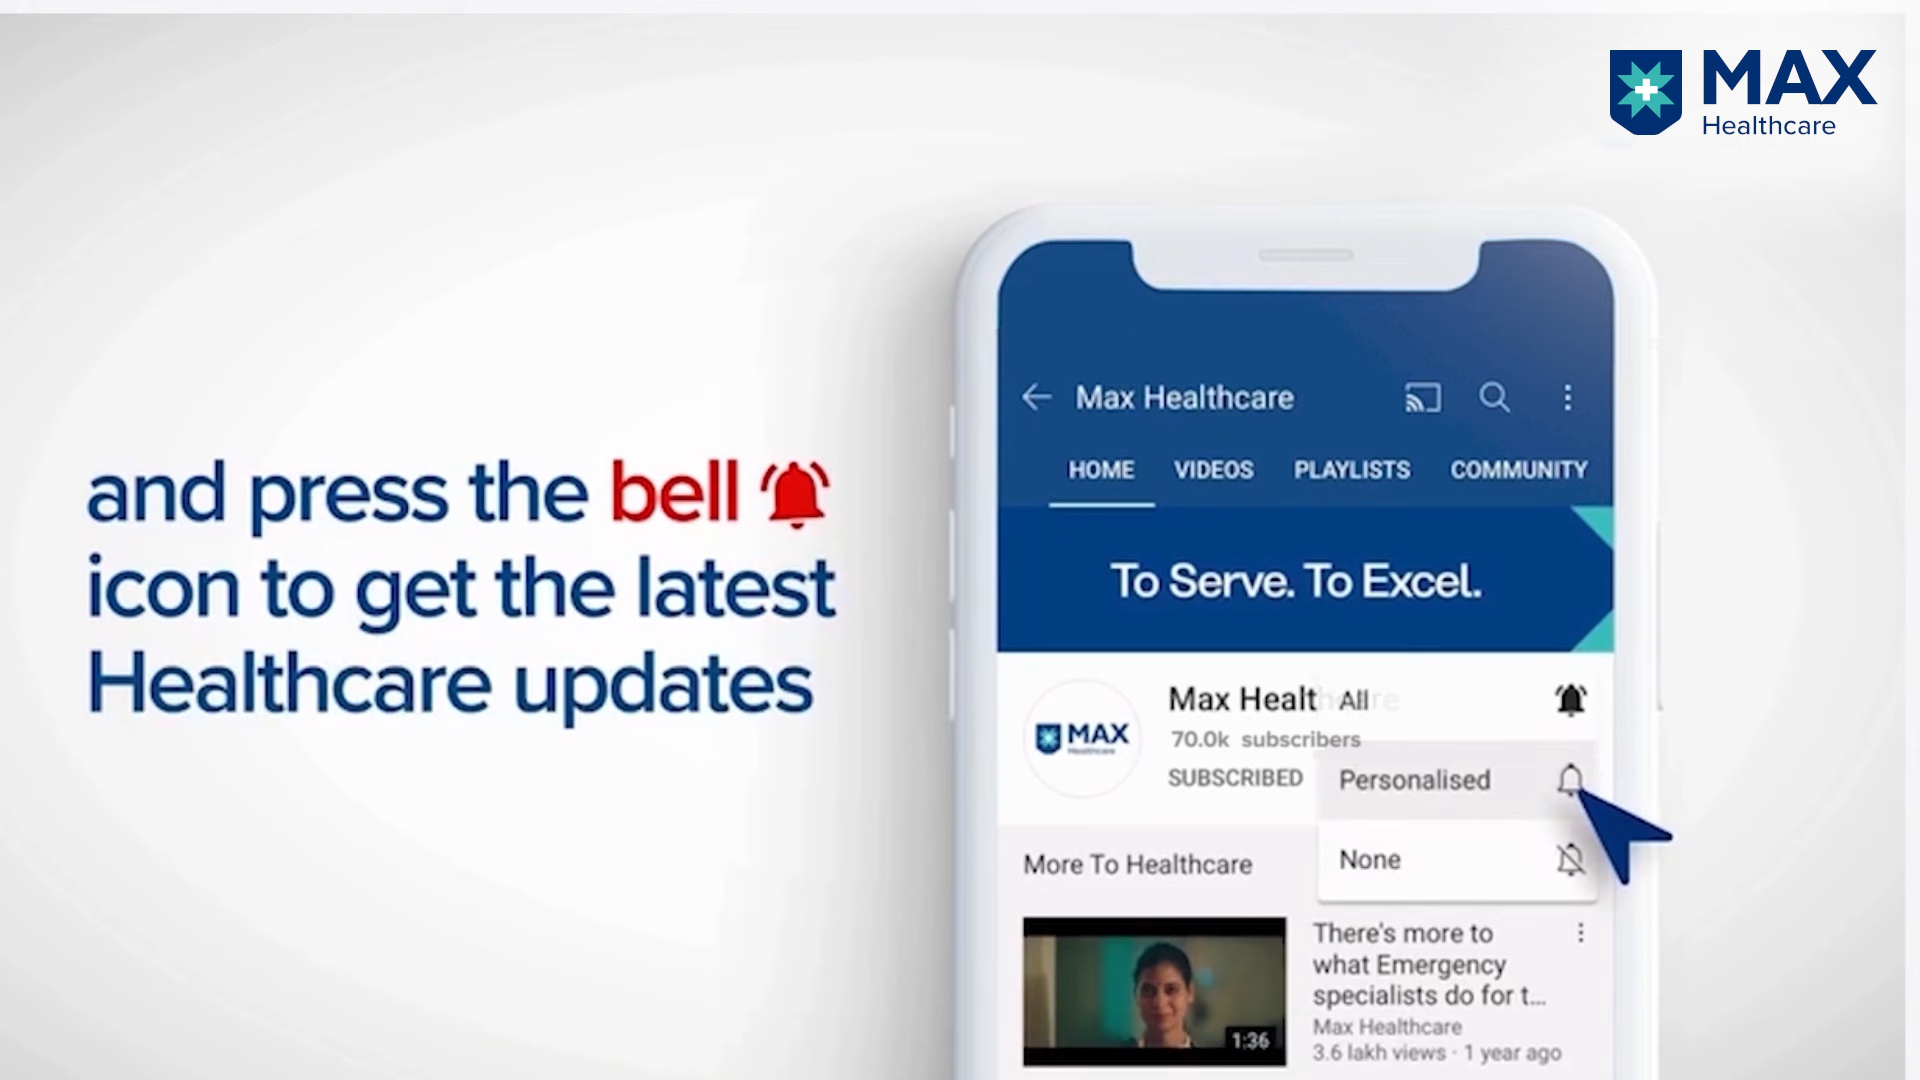 MAX
Healthcare
and press the bell
icon to get the latest
Healthcare updates
Max Healthcare
HOME VIDEOS PLAYLISTS COMMUNITY
To Serve. To Excel.
MAX
Healthcare
Max Healthcare
70.0k subscribers
SUBSCRIBED
All
Personalised
None
More To Healthcare
1:36
There's more to
what Emergency
specialists do for t...
Max Healthcare
3.6 lakh views · 1 year ago